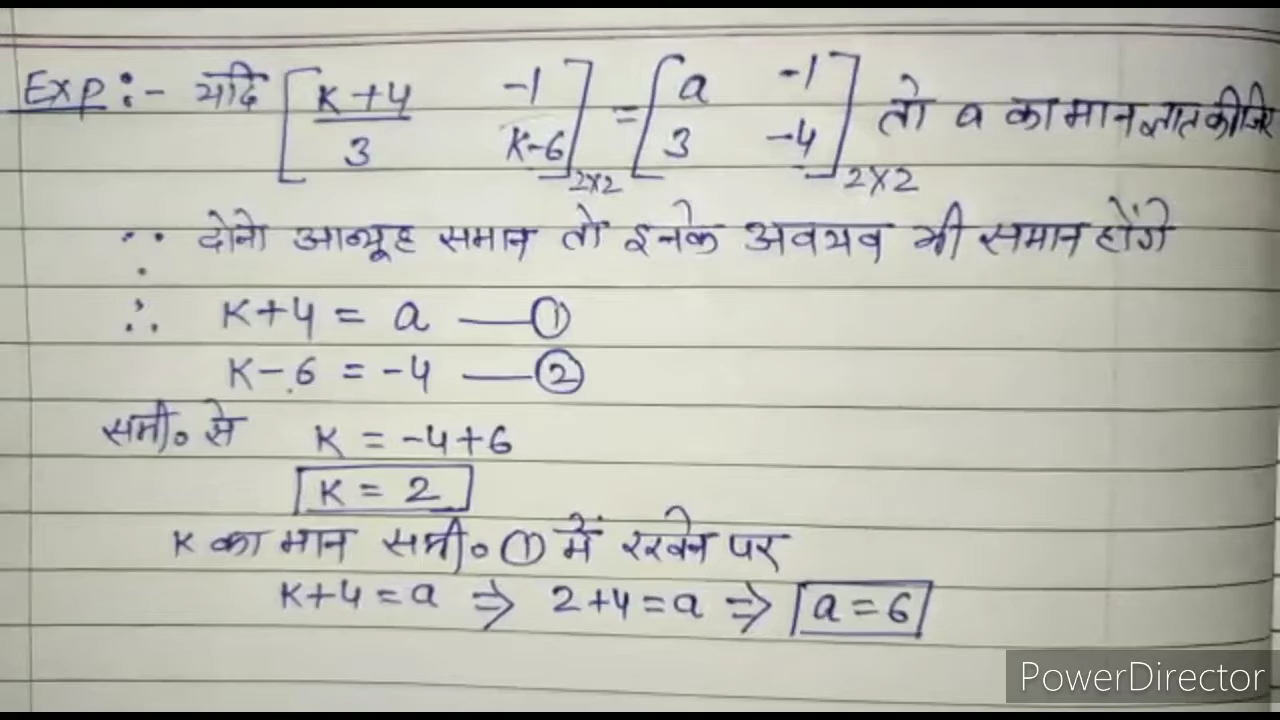 Exp:- यदि [ k+4 -1 ] = [ a -1 ] तो a का मान ज्ञात कीजिए
3 k-6 2x2 3 -4 2x2
∵ दोनो आव्यूह समान तो इनके अवयव भी समान होंगे
∴ k+4 = a —①
k-6 = -4 —②
समी० से k = -4+6
k = 2
k का मान समी० ① में रखने पर
k+4=a ⇒ 2+4=a ⇒ a=6
PowerDirector